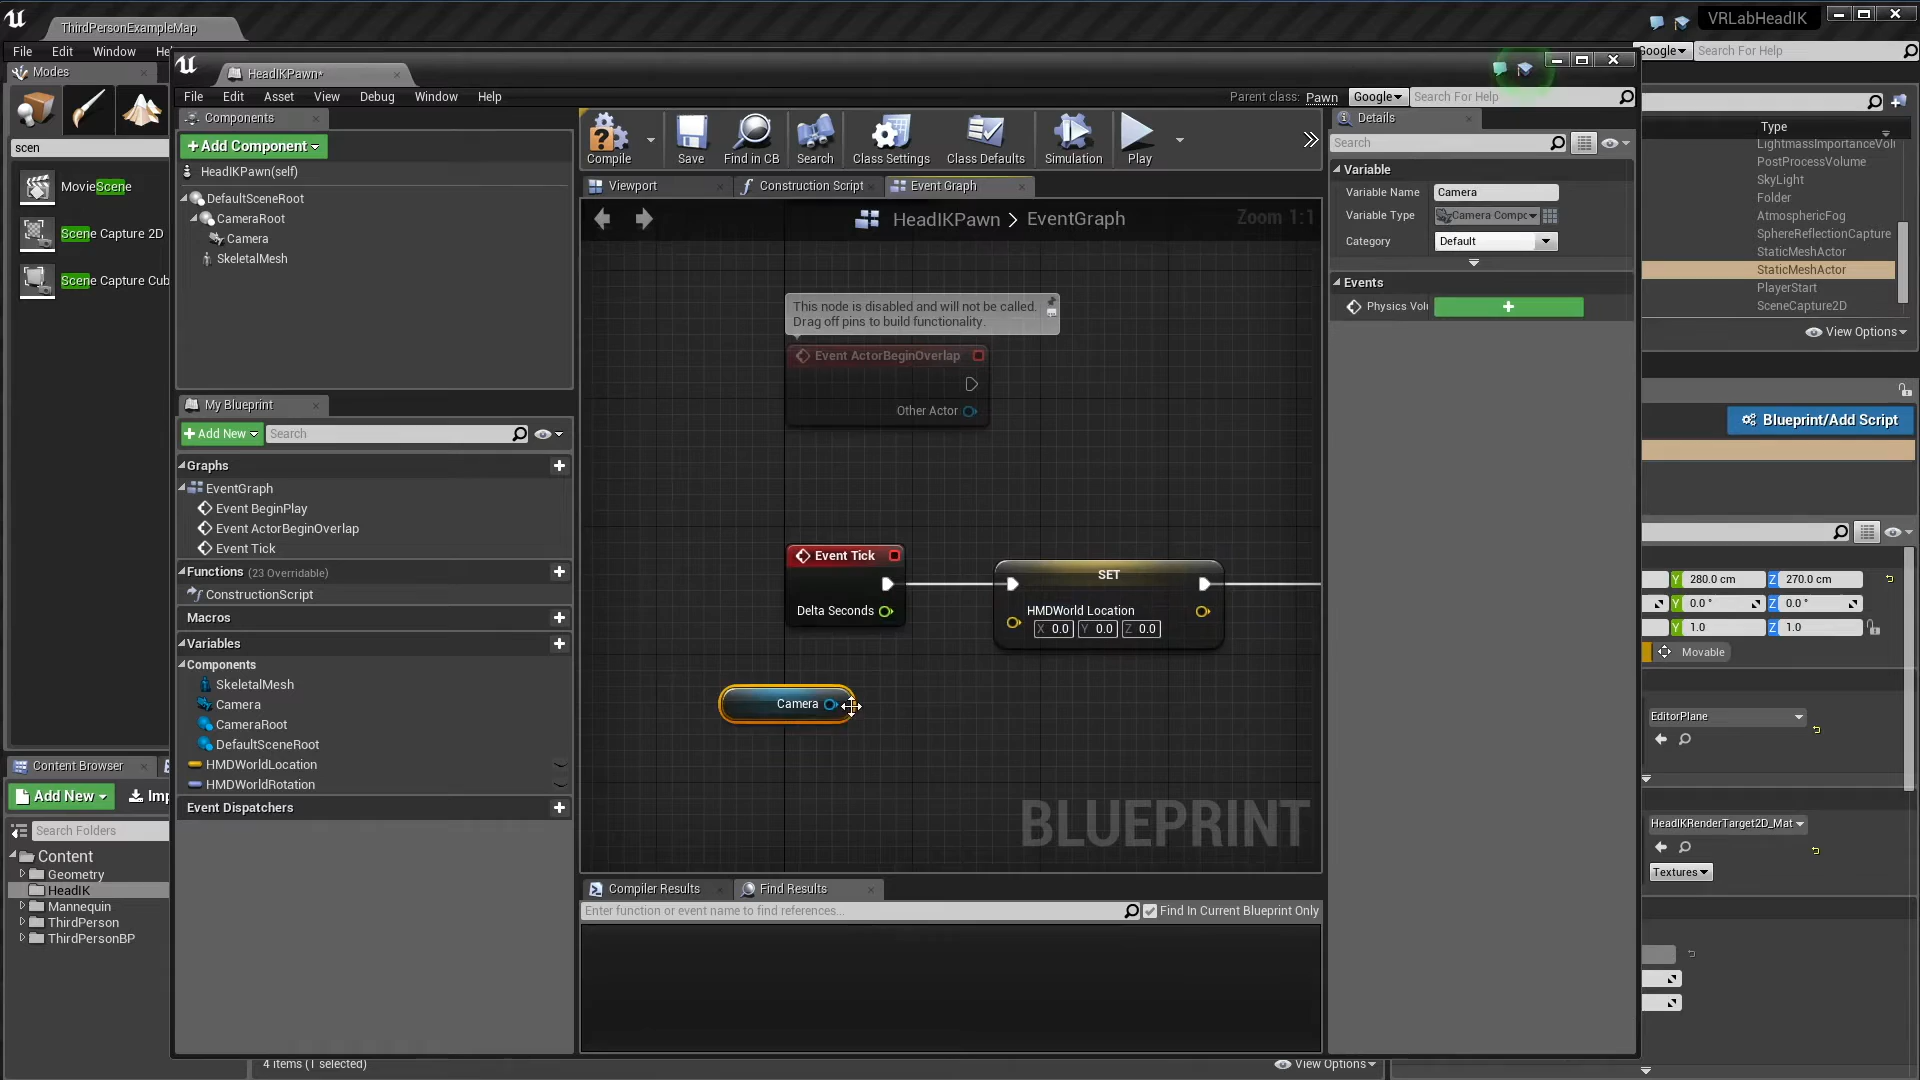 ThirdPersonExampleMap
VRLabHeadIK
File Edit Window
Google Search For Help
Modes
scen
MovieScene
Scene Capture 2D
Scene Capture Cub
HeadIKPawn*
File Edit Asset View Debug Window Help
Parent class: Pawn Google Search For Help
Components
+Add Component
HeadIKPawn(self)
DefaultSceneRoot
CameraRoot
Camera
SkeletalMesh
Compile Save Find in CB Search Class Settings Class Defaults Simulation Play
Viewport Construction Script Event Graph
HeadIKPawn > EventGraph
Zoom 1:1
This node is disabled and will not be called.
Drag off pins to build functionality.
Event ActorBeginOverlap
Other Actor
Event Tick
Delta Seconds
SET
HMDWorld Location
X 0.0 Y 0.0 Z 0.0
Camera
BLUEPRINT
My Blueprint
+Add New Search
Graphs
EventGraph
Event BeginPlay
Event ActorBeginOverlap
Event Tick
Functions (23 Overridable)
ConstructionScript
Macros
Variables
Components
SkeletalMesh
Camera
CameraRoot
DefaultSceneRoot
HMDWorldLocation
HMDWorldRotation
Event Dispatchers
Compiler Results Find Results
Enter function or event name to find references...
Find In Current Blueprint Only
Details
Search
Variable
Variable Name Camera
Variable Type Camera Compc
Category Default
Events
Physics Volu
Type
LightmassImportanceVolu
PostProcessVolume
SkyLight
Folder
AtmosphericFog
SphereReflectionCapture
StaticMeshActor
StaticMeshActor
PlayerStart
SceneCapture2D
View Options
Blueprint/Add Script
Y 280.0 cm Z 270.0 cm
Y 0.0 ° Z 0.0 °
Y 1.0 Z 1.0
Movable
EditorPlane
HeadIKRenderTarget2D_Mat
Textures
Content Browser
Add New Imp
Search Folders
Content
Geometry
HeadIK
Mannequin
ThirdPerson
ThirdPersonBP
4 items (1 selected)
View Options